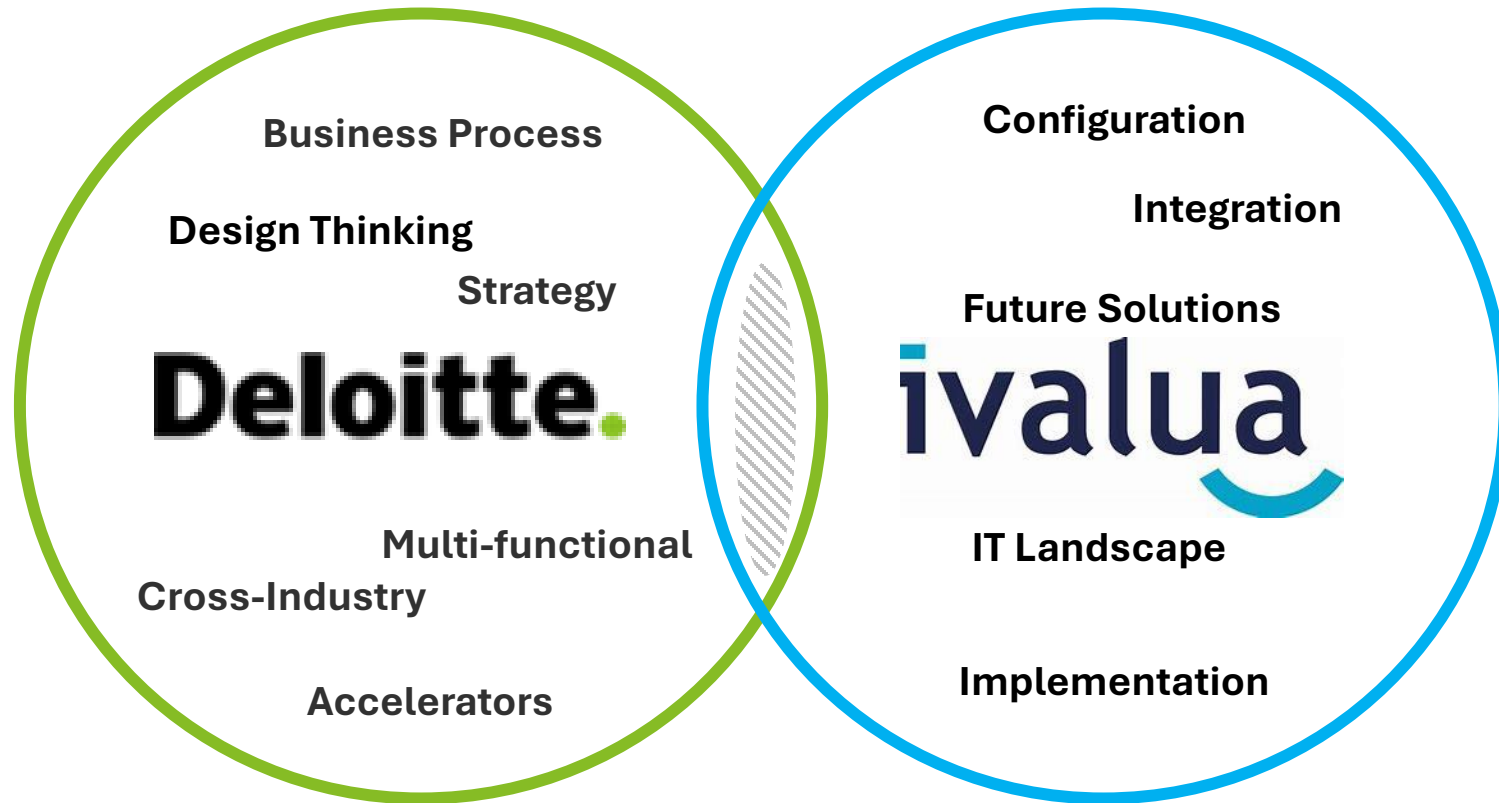 Business Process
Design Thinking
Strategy
Deloitte.
Multi-functional
Cross-Industry
Accelerators
Configuration
Integration
Future Solutions
ivalua
IT Landscape
Implementation